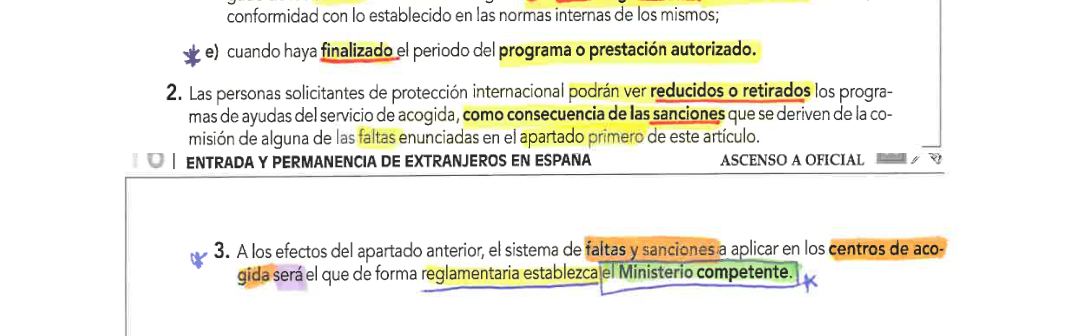 conformidad con lo establecido en las normas internas de los mismos;
e) cuando haya finalizado el periodo del programa o prestación autorizado.
2. Las personas solicitantes de protección internacional podrán ver reducidos o retirados los progra-
mas de ayudas del servicio de acogida, como consecuencia de las sanciones que se deriven de la co-
misión de alguna de las faltas enunciadas en el apartado primero de este artículo.
| ENTRADA Y PERMANENCIA DE EXTRANJEROS EN ESPAÑA ASCENSO A OFICIAL
3. A los efectos del apartado anterior, el sistema de faltas y sanciones a aplicar en los centros de aco-
gida será el que de forma reglamentaria establezca el Ministerio competente.